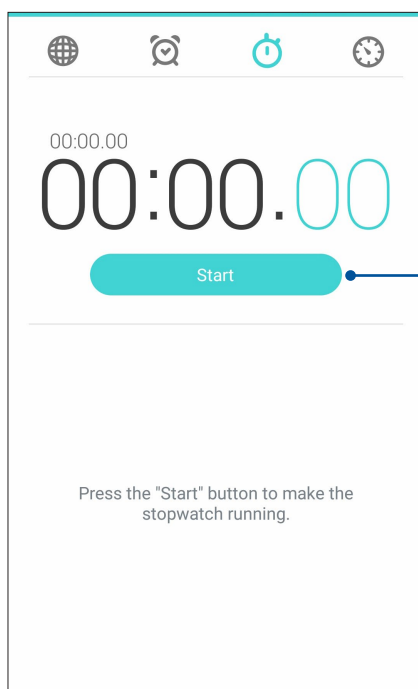 00:00.00
00:00.00
Start
Press the "Start" button to make the
stopwatch running.